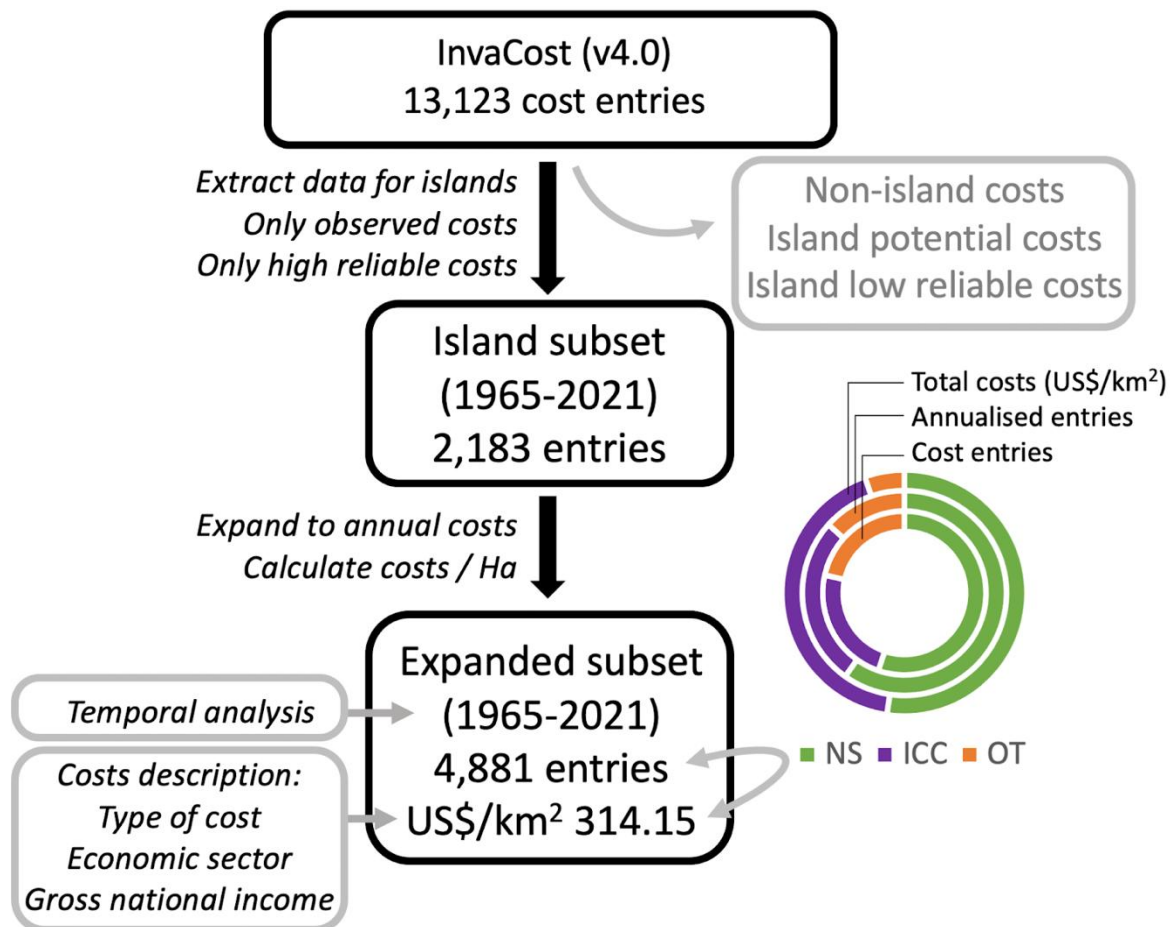 InvaCost (v4.0)
13,123 cost entries
Extract data for islands
Only observed costs
Only high reliable costs
Non-island costs
Island potential costs
Island low reliable costs
Island subset
(1965-2021)
2,183 entries
Total costs (US$/km²)
Annualised entries
Cost entries
Expand to annual costs
Calculate costs / Ha
NS ICC OT
Expanded subset
(1965-2021)
4,881 entries
US$/km² 314.15
Temporal analysis
Costs description:
Type of cost
Economic sector
Gross national income